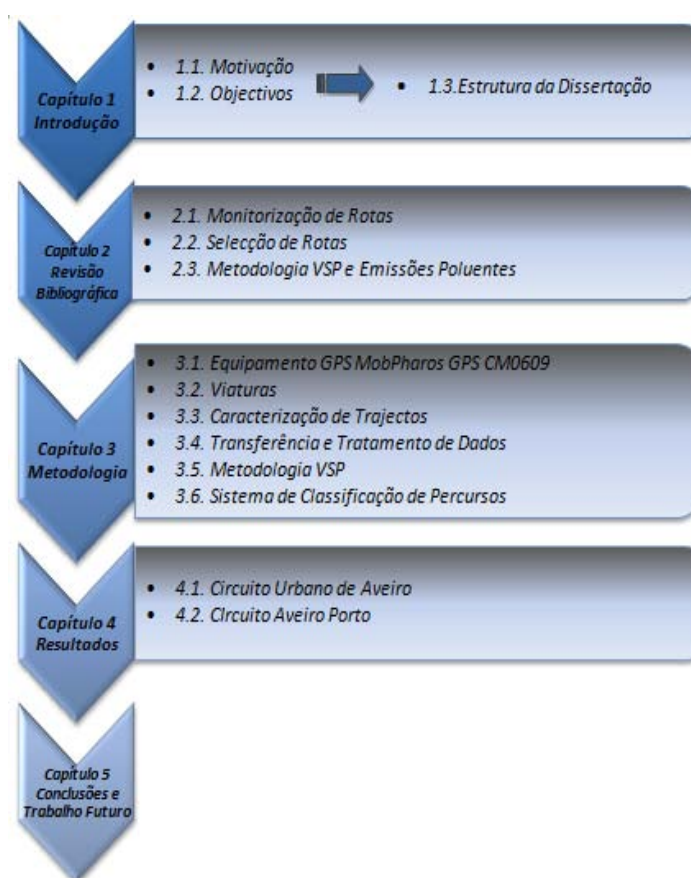 Capítulo 1
Introdução
1.1. Motivação
1.2. Objectivos
1.3.Estrutura da Dissertação
Capítulo 2
Revisão
Bibliográfica
2.1. Monitorização de Rotas
2.2. Selecção de Rotas
2.3. Metodologia VSP e Emissões Poluentes
Capítulo 3
Metodologia
3.1. Equipamento GPS MobPharos GPS CM0609
3.2. Viaturas
3.3. Caracterização de Trajectos
3.4. Transferência e Tratamento de Dados
3.5. Metodologia VSP
3.6. Sistema de Classificação de Percursos
Capítulo 4
Resultados
4.1. Circuito Urbano de Aveiro
4.2. CIrcuito Aveiro Porto
Capítulo 5
Conclusões e
Trabalho Futuro